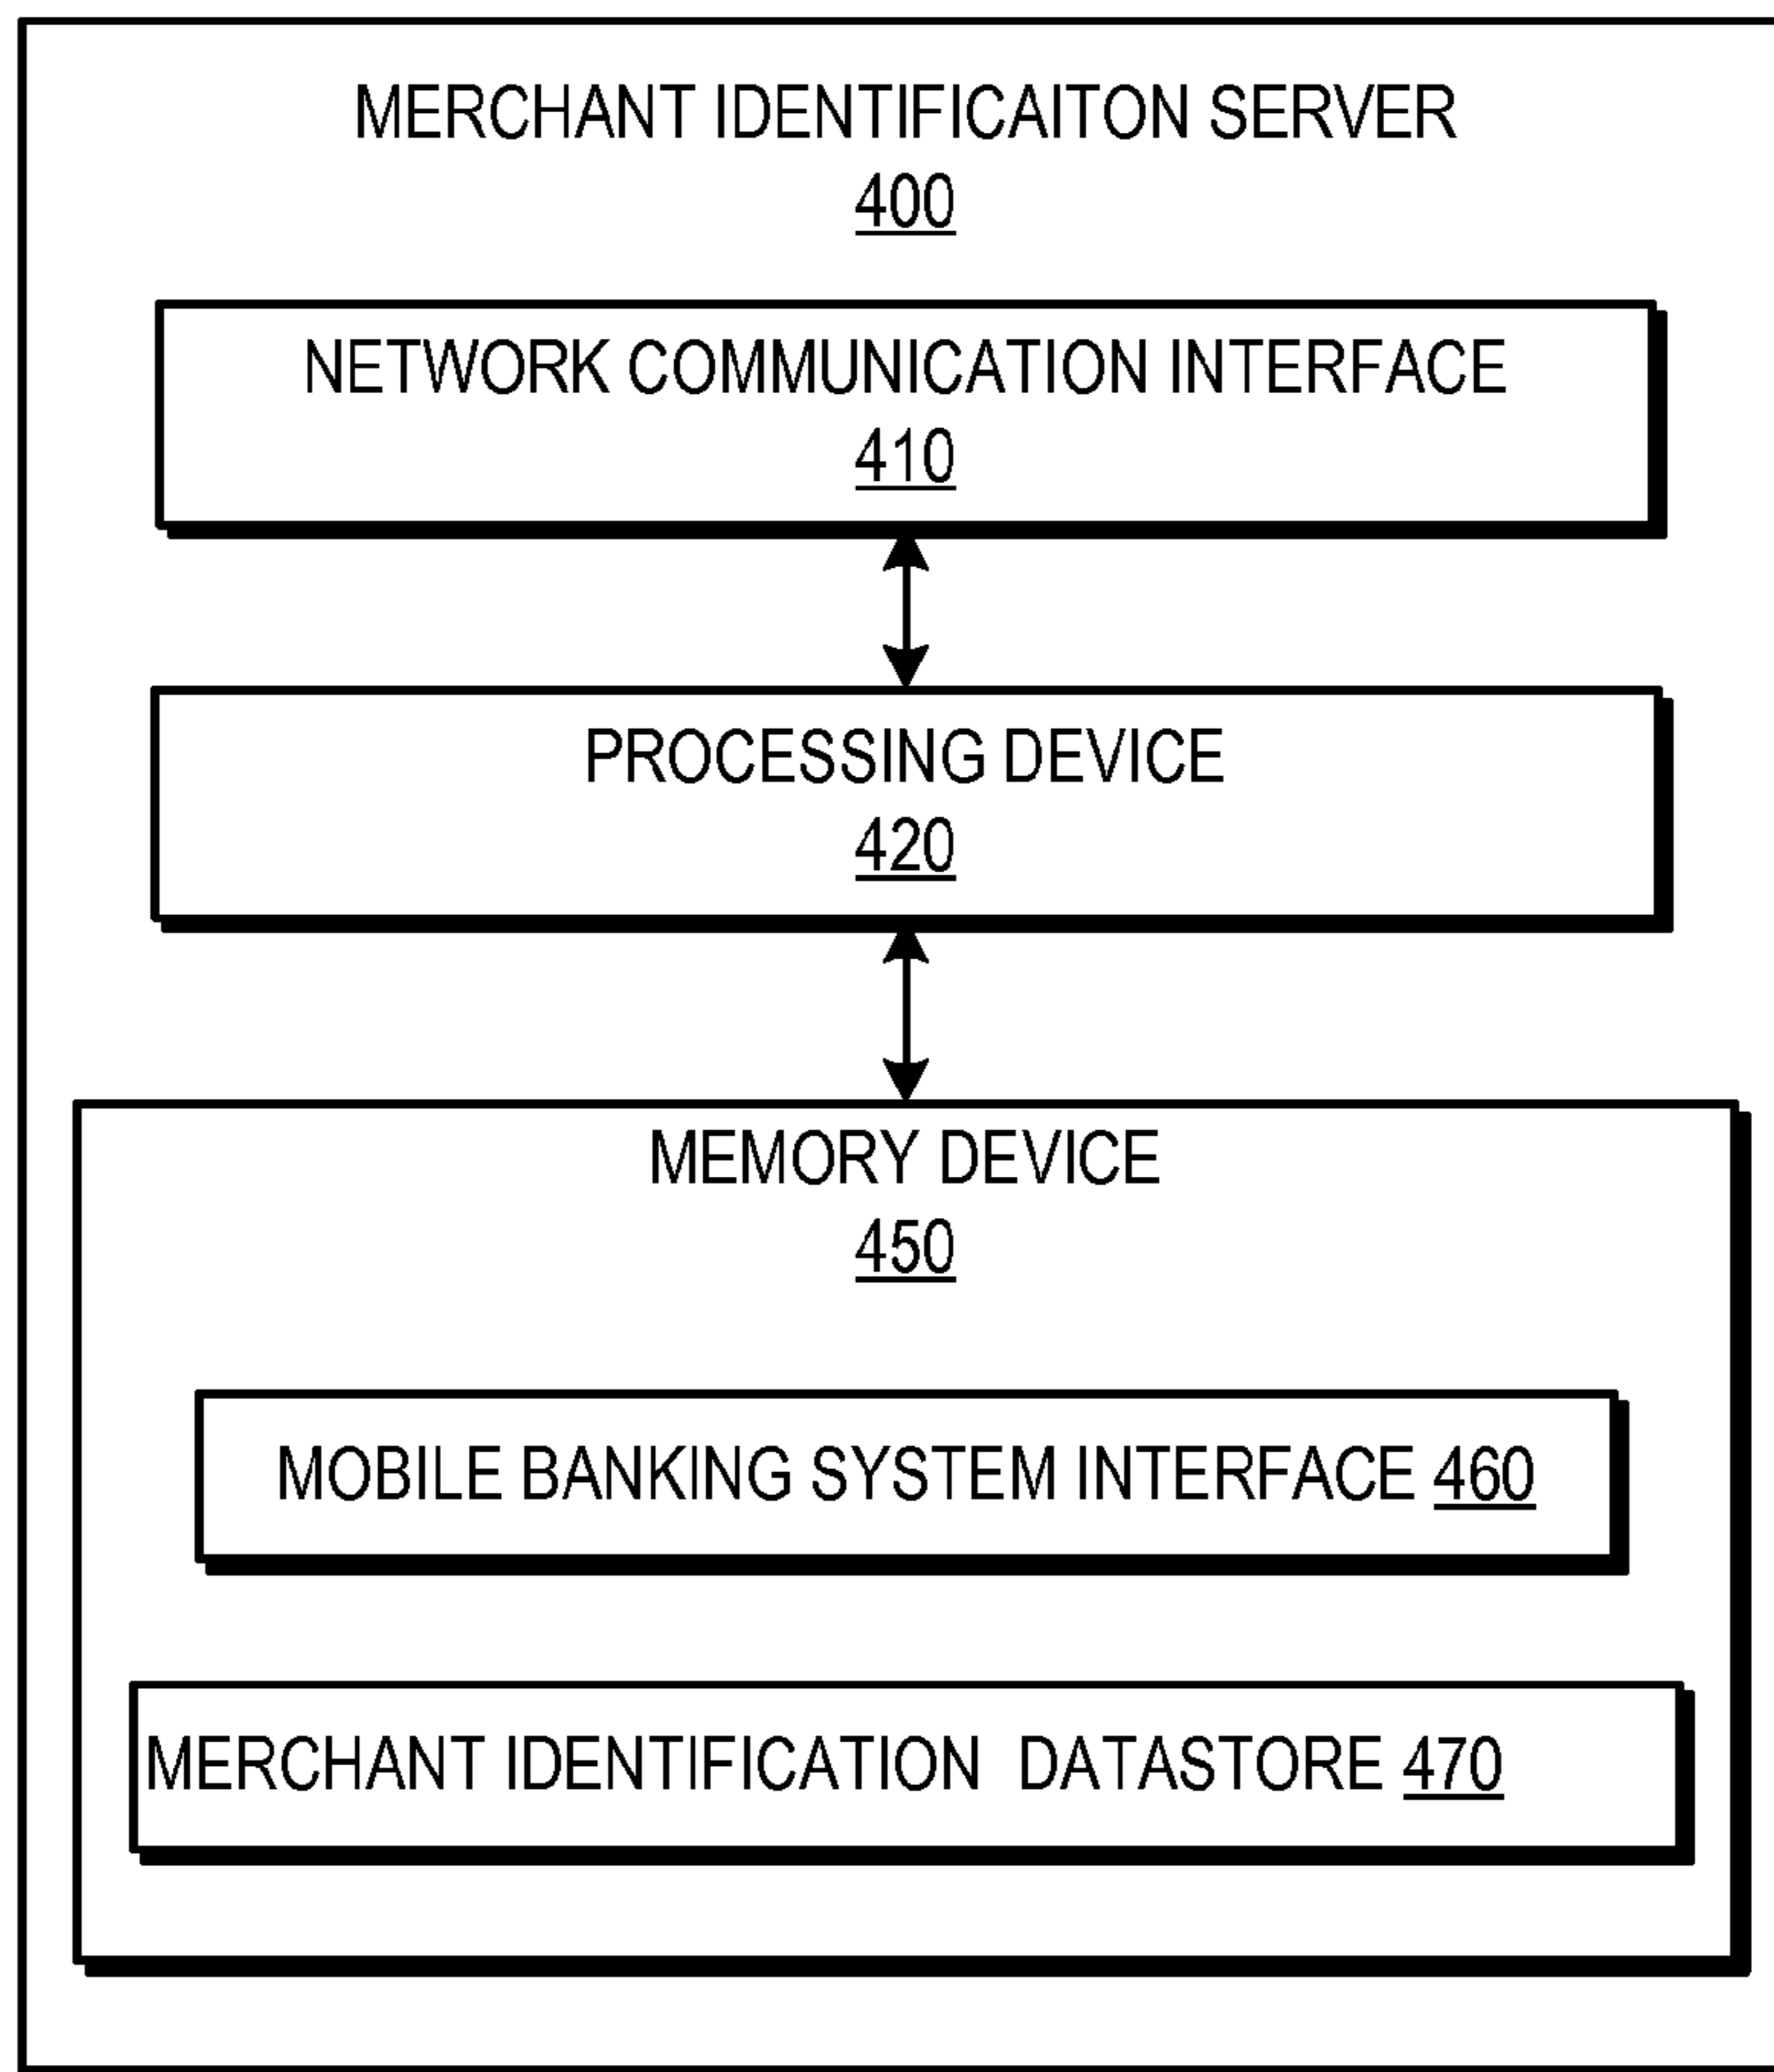 MERCHANT IDENTIFICAITON SERVER
400
NETWORK COMMUNICATION INTERFACE
410
PROCESSING DEVICE
420
MEMORY DEVICE
450
MOBILE BANKING SYSTEM INTERFACE 460
MERCHANT IDENTIFICATION DATASTORE 470